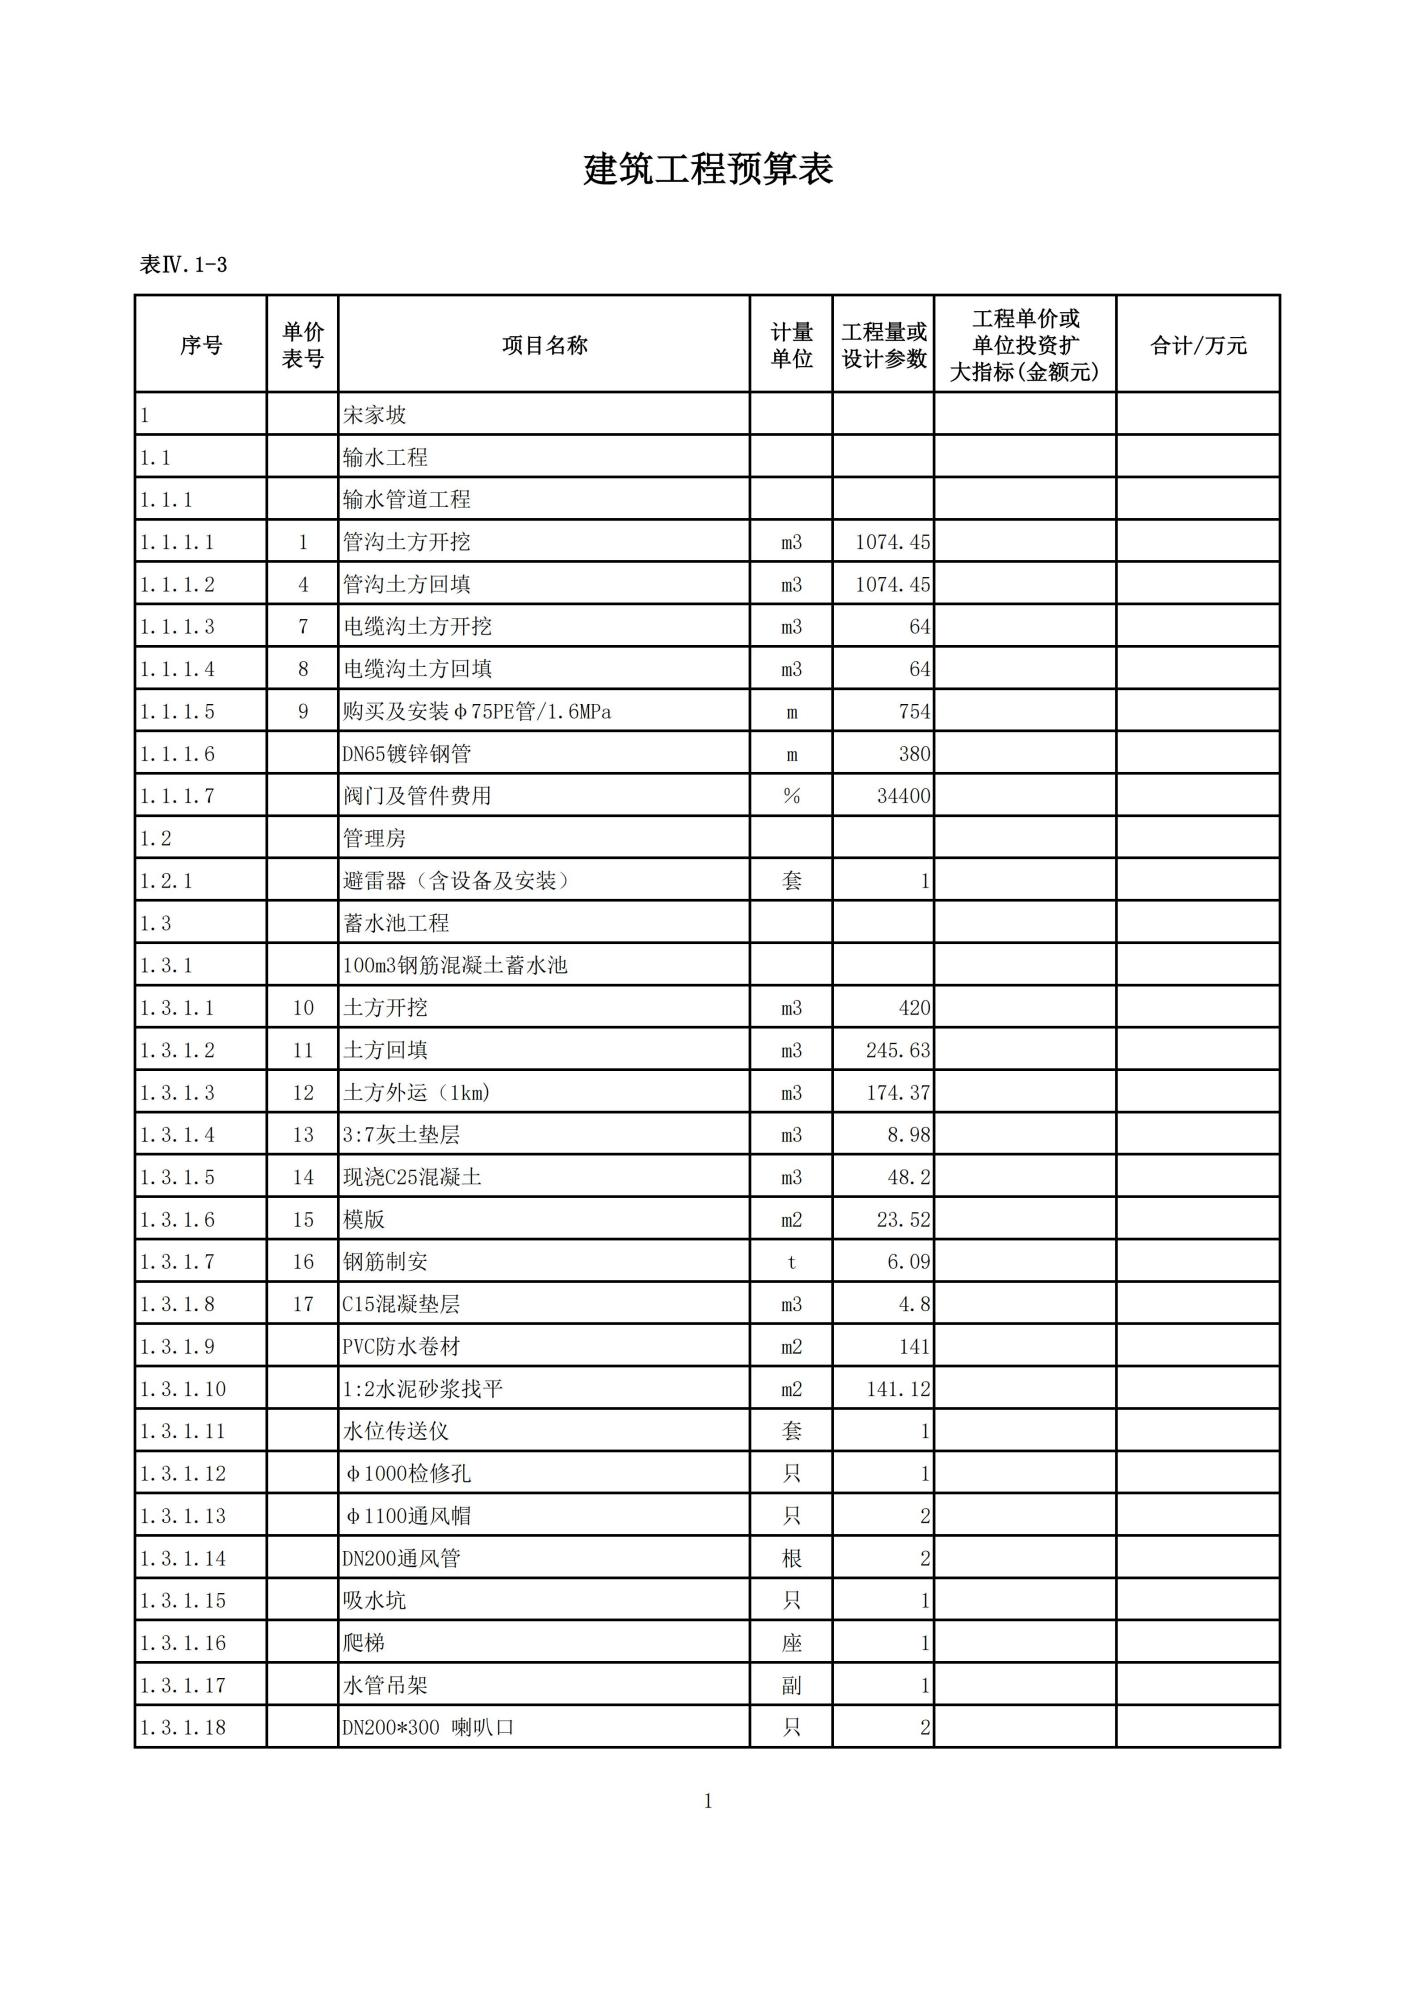 建筑工程预算表
表Ⅳ.1-3
序号 单价表号 项目名称 计量单位 工程量或设计参数 工程单价或单位投资扩大指标(金额元) 合计/万元
1 宋家坡
1.1 输水工程
1.1.1 输水管道工程
1.1.1.1 1 管沟土方开挖 m3 1074.45
1.1.1.2 4 管沟土方回填 m3 1074.45
1.1.1.3 7 电缆沟土方开挖 m3 64
1.1.1.4 8 电缆沟土方回填 m3 64
1.1.1.5 9 购买及安装φ75PE管/1.6MPa m 754
1.1.1.6 DN65镀锌钢管 m 380
1.1.1.7 阀门及管件费用 % 34400
1.2 管理房
1.2.1 避雷器（含设备及安装） 套 1
1.3 蓄水池工程
1.3.1 100m3钢筋混凝土蓄水池
1.3.1.1 10 土方开挖 m3 420
1.3.1.2 11 土方回填 m3 245.63
1.3.1.3 12 土方外运（1km) m3 174.37
1.3.1.4 13 3:7灰土垫层 m3 8.98
1.3.1.5 14 现浇C25混凝土 m3 48.2
1.3.1.6 15 模版 m2 23.52
1.3.1.7 16 钢筋制安 t 6.09
1.3.1.8 17 C15混凝垫层 m3 4.8
1.3.1.9 PVC防水卷材 m2 141
1.3.1.10 1:2水泥砂浆找平 m2 141.12
1.3.1.11 水位传送仪 套 1
1.3.1.12 φ1000检修孔 只 1
1.3.1.13 φ1100通风帽 只 2
1.3.1.14 DN200通风管 根 2
1.3.1.15 吸水坑 只 1
1.3.1.16 爬梯 座 1
1.3.1.17 水管吊架 副 1
1.3.1.18 DN200*300 喇叭口 只 2
1